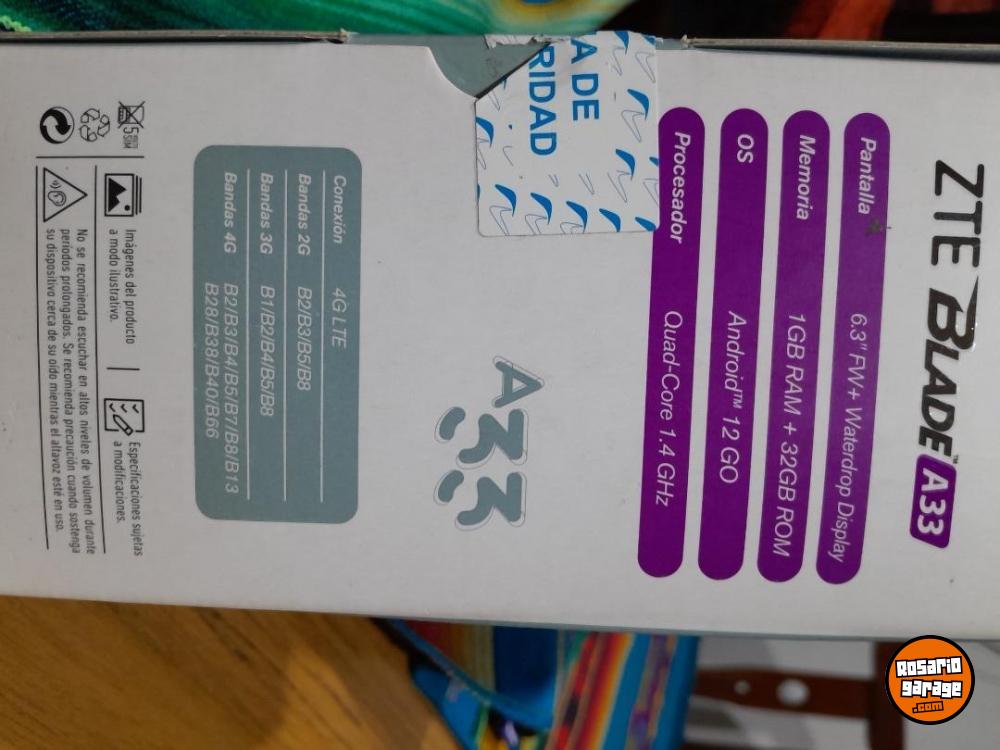 ZTE BLADE™ A33
Pantalla 6.3" FW+ Waterdrop Display
Memoria 1GB RAM + 32GB ROM
OS Android™ 12 GO
Procesador Quad-Core 1.4 GHz
A DE
RIDAD
A33
Conexión 4G LTE
Bandas 2G B2/B3/B5/B8
Bandas 3G B1/B2/B4/B5/B8
Bandas 4G B2/B3/B4/B5/B7/B8/B13
B28/B38/B40/B66
Imágenes del producto
a modo ilustrativo.
Especificaciones sujetas
a modificaciones.
No se recomienda escuchar en altos niveles de volumen durante
períodos prolongados. Se recomienda precaución cuando sostenga
su dispositivo cerca de su oído mientras el altavoz esté en uso.
ROSARIO
garage
.com